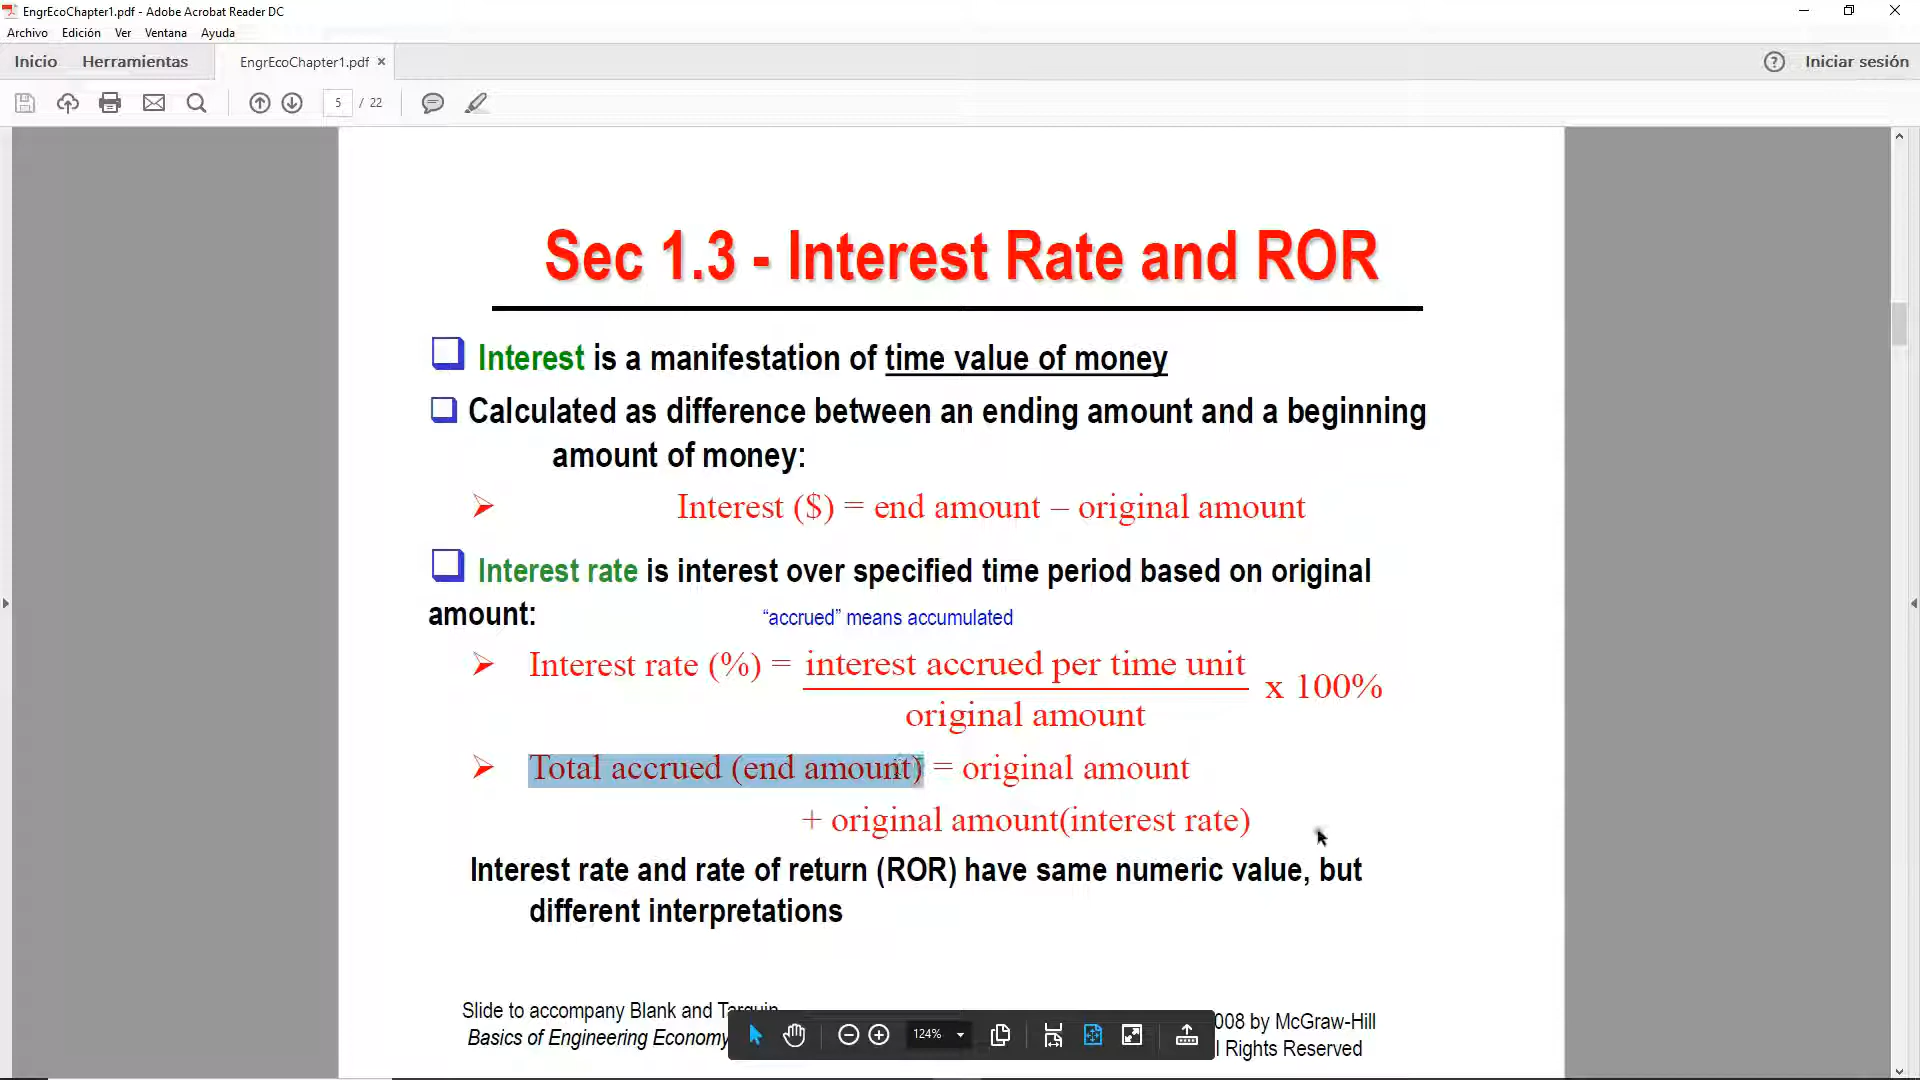 EngrEcoChapter1.pdf - Adobe Acrobat Reader DC
Archivo Edición Ver Ventana Ayuda
Inicio Herramientas EngrEcoChapter1.pdf × ? Iniciar sesión
5 / 22
Sec 1.3 - Interest Rate and ROR
Interest is a manifestation of time value of money
Calculated as difference between an ending amount and a beginning
amount of money:
Interest ($) = end amount – original amount
Interest rate is interest over specified time period based on original
amount: “accrued” means accumulated
Interest rate (%) = interest accrued per time unit
x 100%
original amount
Total accrued (end amount) = original amount
+ original amount(interest rate)
Interest rate and rate of return (ROR) have same numeric value, but
different interpretations
Slide to accompany Blank and Tarquin
Basics of Engineering Economy
124%
008 by McGraw-Hill
l Rights Reserved